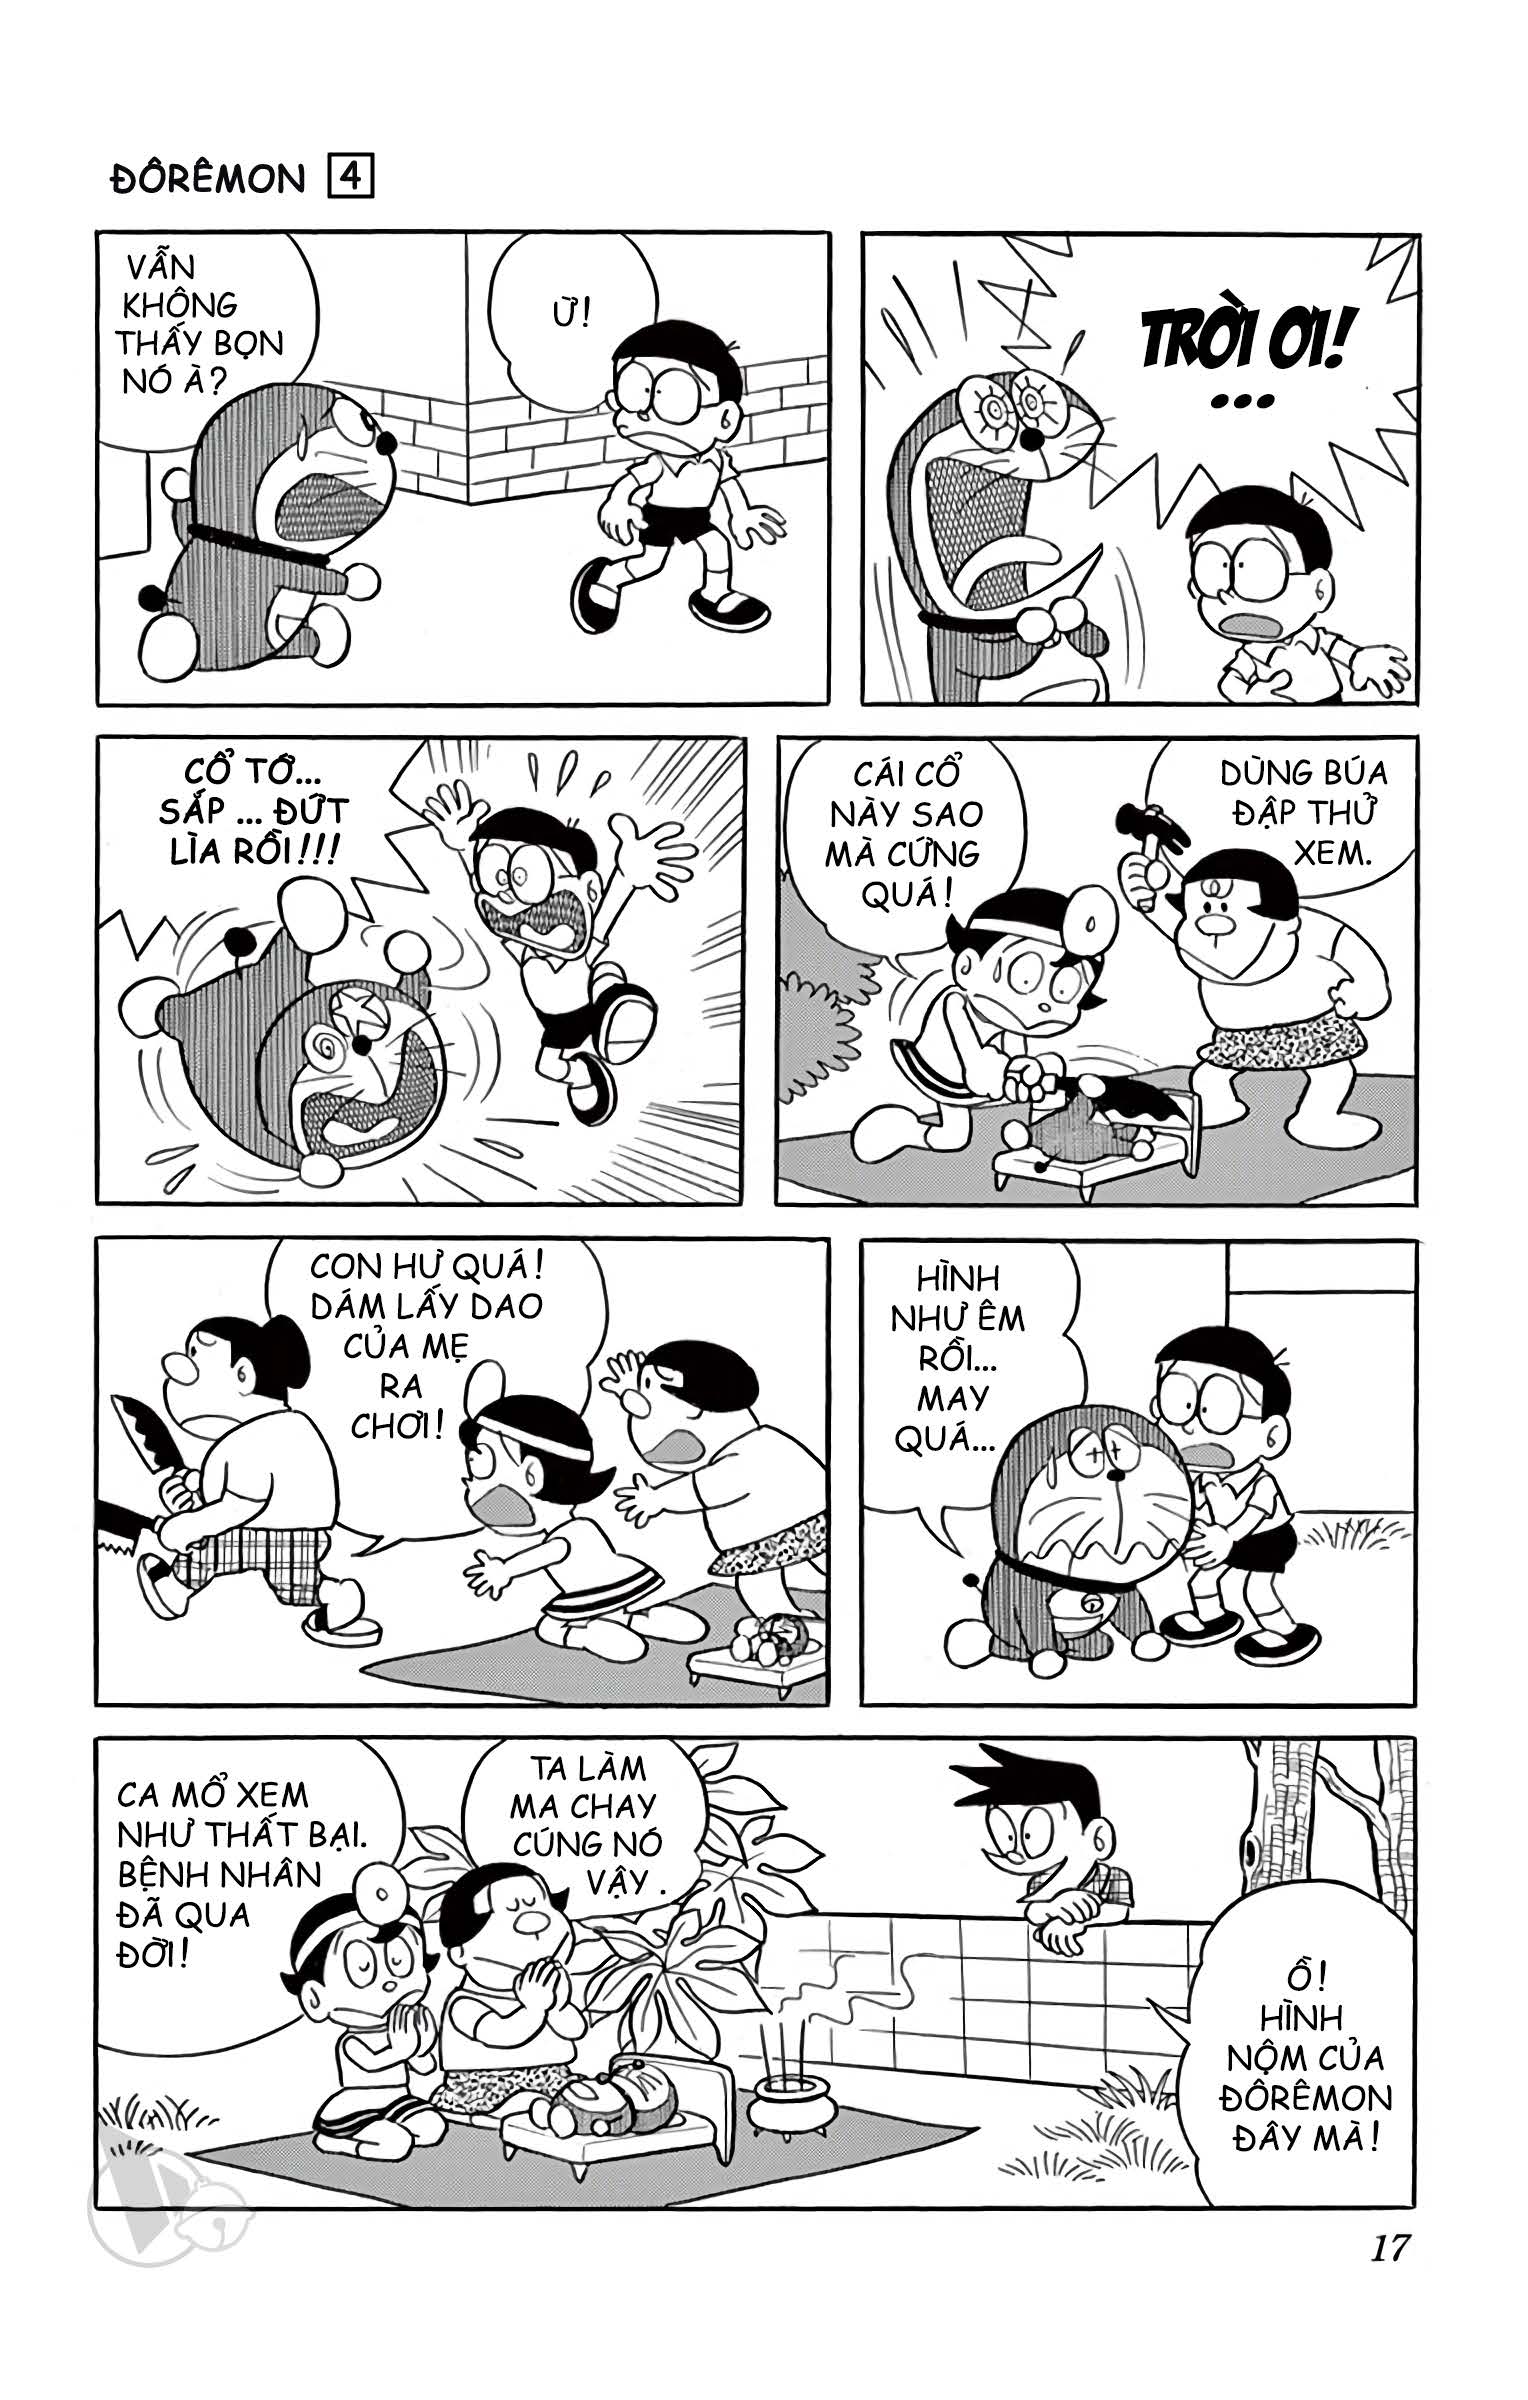 ĐÔRÊMON 4
VẪN
KHÔNG
THẤY BỌN
NÓ À?
Ừ!
TRỜI ƠI!
...
CỔ TỚ...
SẮP ... ĐỨT
LÌA RỒI!!!
CÁI CỔ
NÀY SAO
MÀ CỨNG
QUÁ!
DÙNG BÚA
ĐẬP THỬ
XEM.
CON HƯ QUÁ!
DÁM LẤY DAO
CỦA MẸ
RA
CHƠI!
HÌNH
NHƯ ÊM
RỒI...
MAY
QUÁ...
CA MỔ XEM
NHƯ THẤT BẠI.
BỆNH NHÂN
ĐÃ QUA
ĐỜI!
TA LÀM
MA CHAY
CÚNG NÓ
VẬY.
Ồ!
HÌNH
NỘM CỦA
ĐÔRÊMON
ĐÂY MÀ!
17